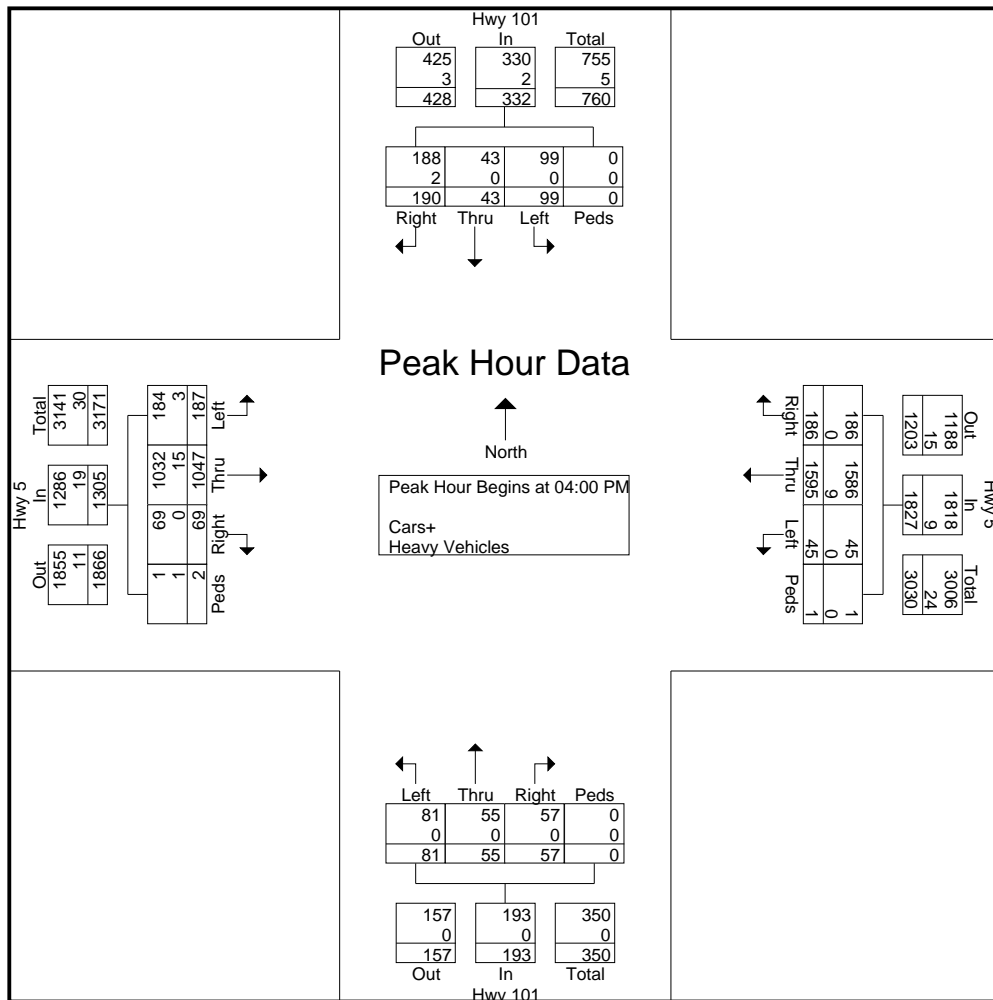 Hwy 101
Out In Total
425 330 755
3 2 5
428 332 760
188 43 99 0
2 0 0 0
190 43 99 0
Right Thru Left Peds
Peak Hour Data
North
Peak Hour Begins at 04:00 PM
Cars+
Heavy Vehicles
Hwy 5
Out In Total
1855 1286 3141
11 19 30
1866 1305 3171
Peds Right Thru Left
1 69 1032 184
1 0 15 3
2 69 1047 187
Hwy 5
Out In Total
1188 1818 3006
15 9 24
1203 1827 3030
186 1586 45 1
0 9 0 0
186 1595 45 1
Right Thru Left Peds
Left Thru Right Peds
81 55 57 0
0 0 0 0
81 55 57 0
157 193 350
0 0 0
157 193 350
Out In Total
Hwy 101